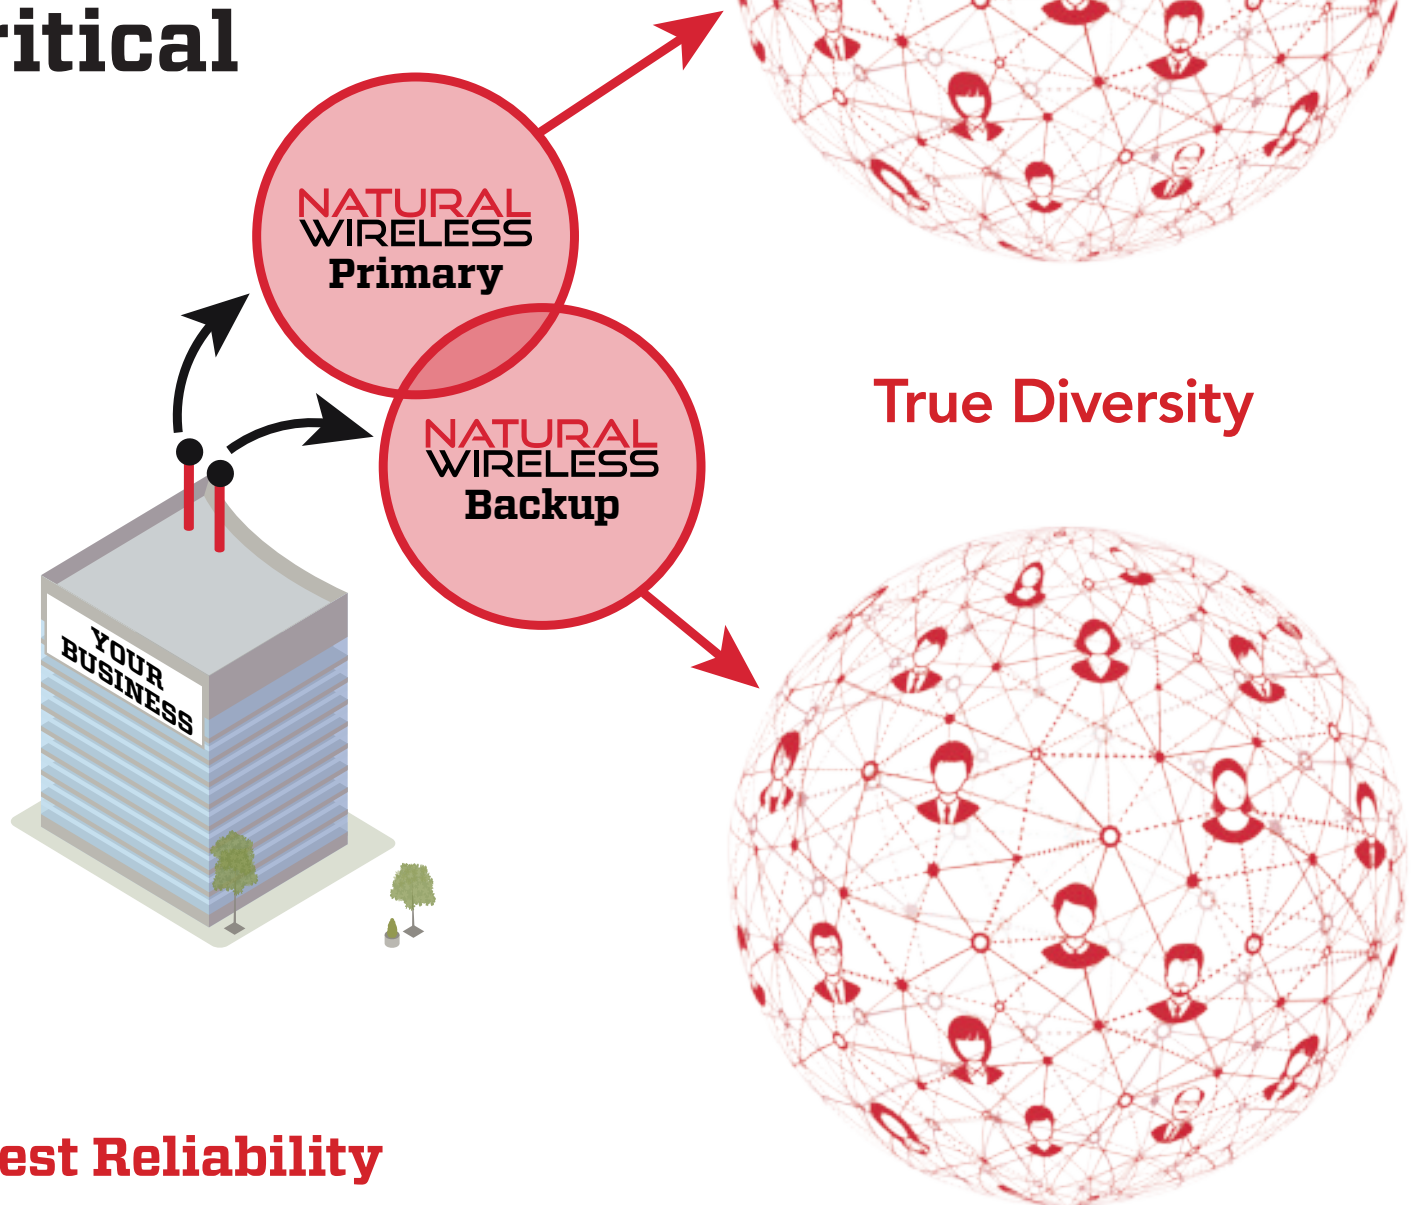 ritical
NATURAL
WIRELESS
Primary
NATURAL
WIRELESS
Backup
True Diversity
YOUR
BUSINESS
est Reliability